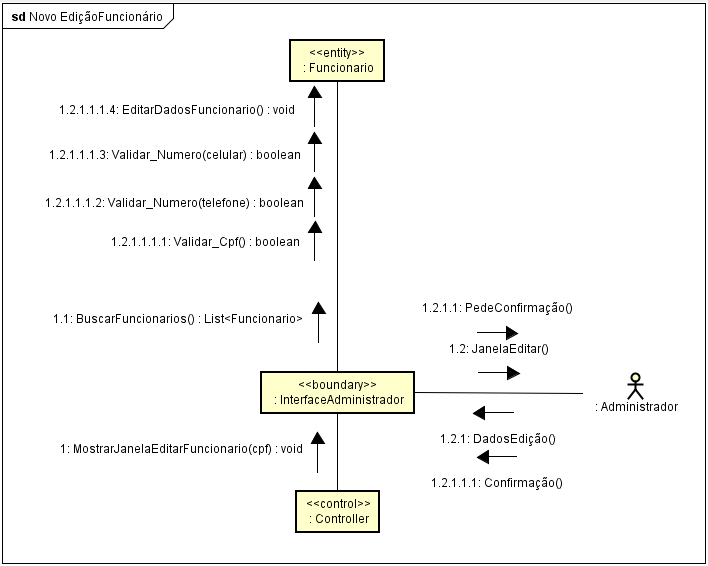 sd Novo EdiçãoFuncionário
<<entity>>
: Funcionario
1.2.1.1.1.4: EditarDadosFuncionario() : void
1.2.1.1.1.3: Validar_Numero(celular) : boolean
1.2.1.1.1.2: Validar_Numero(telefone) : boolean
1.2.1.1.1.1: Validar_Cpf() : boolean
1.1: BuscarFuncionarios() : List<Funcionario>
1.2.1.1: PedeConfirmação()
1.2: JanelaEditar()
<<boundary>>
: InterfaceAdministrador
: Administrador
1.2.1: DadosEdição()
1: MostrarJanelaEditarFuncionario(cpf) : void
1.2.1.1.1: Confirmação()
<<control>>
: Controller